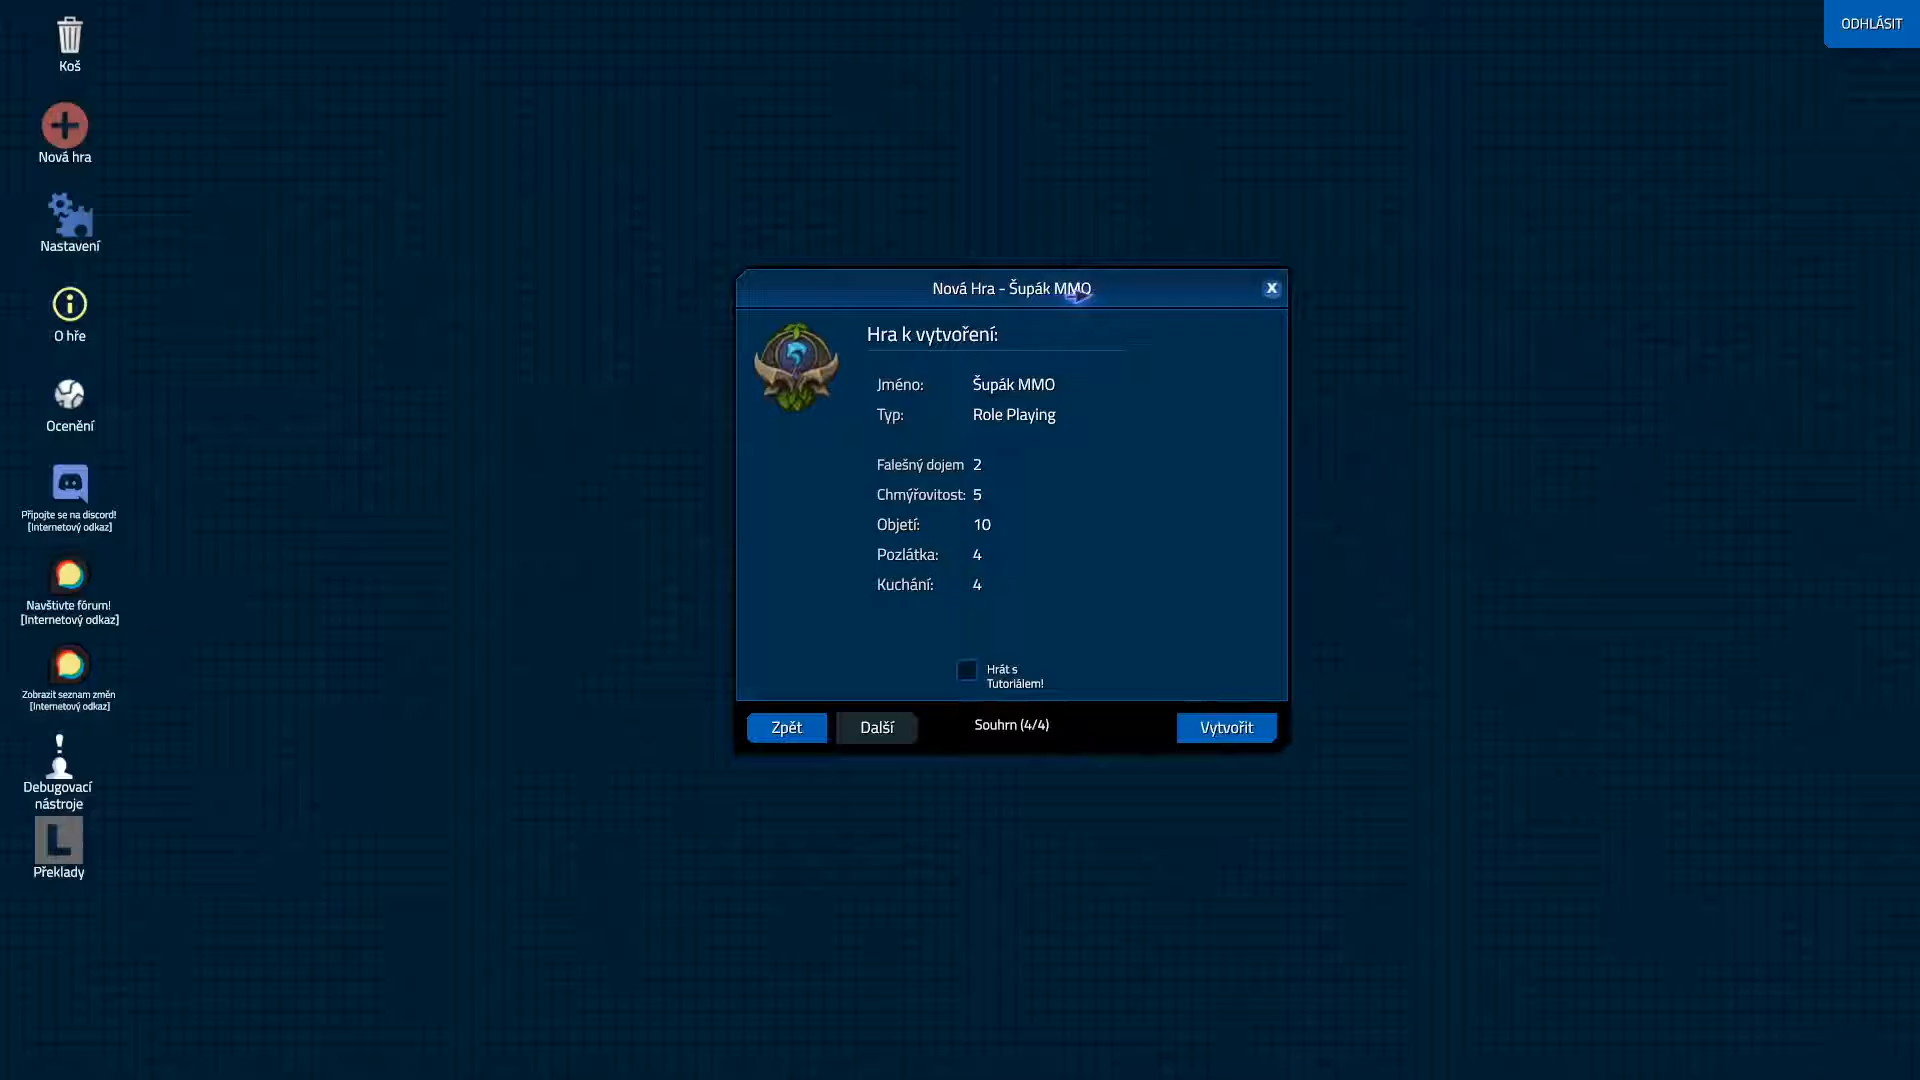 Koš
Nová hra
Nastavení
O hře
Ocenění
Připojte se na discord!
[Internetový odkaz]
Navštivte fórum!
[Internetový odkaz]
Zobrazit seznam změn
[Internetový odkaz]
Debugovací
nástroje
L
Překlady
ODHLÁSIT
Nová Hra - Šupák MMO
X
Hra k vytvoření:
Jméno: Šupák MMO
Typ: Role Playing
Falešný dojem 2
Chmýřovitost: 5
Objetí: 10
Pozlátka: 4
Kuchání: 4
Hrát s
Tutoriálem!
Zpět
Další
Souhrn (4/4)
Vytvořit